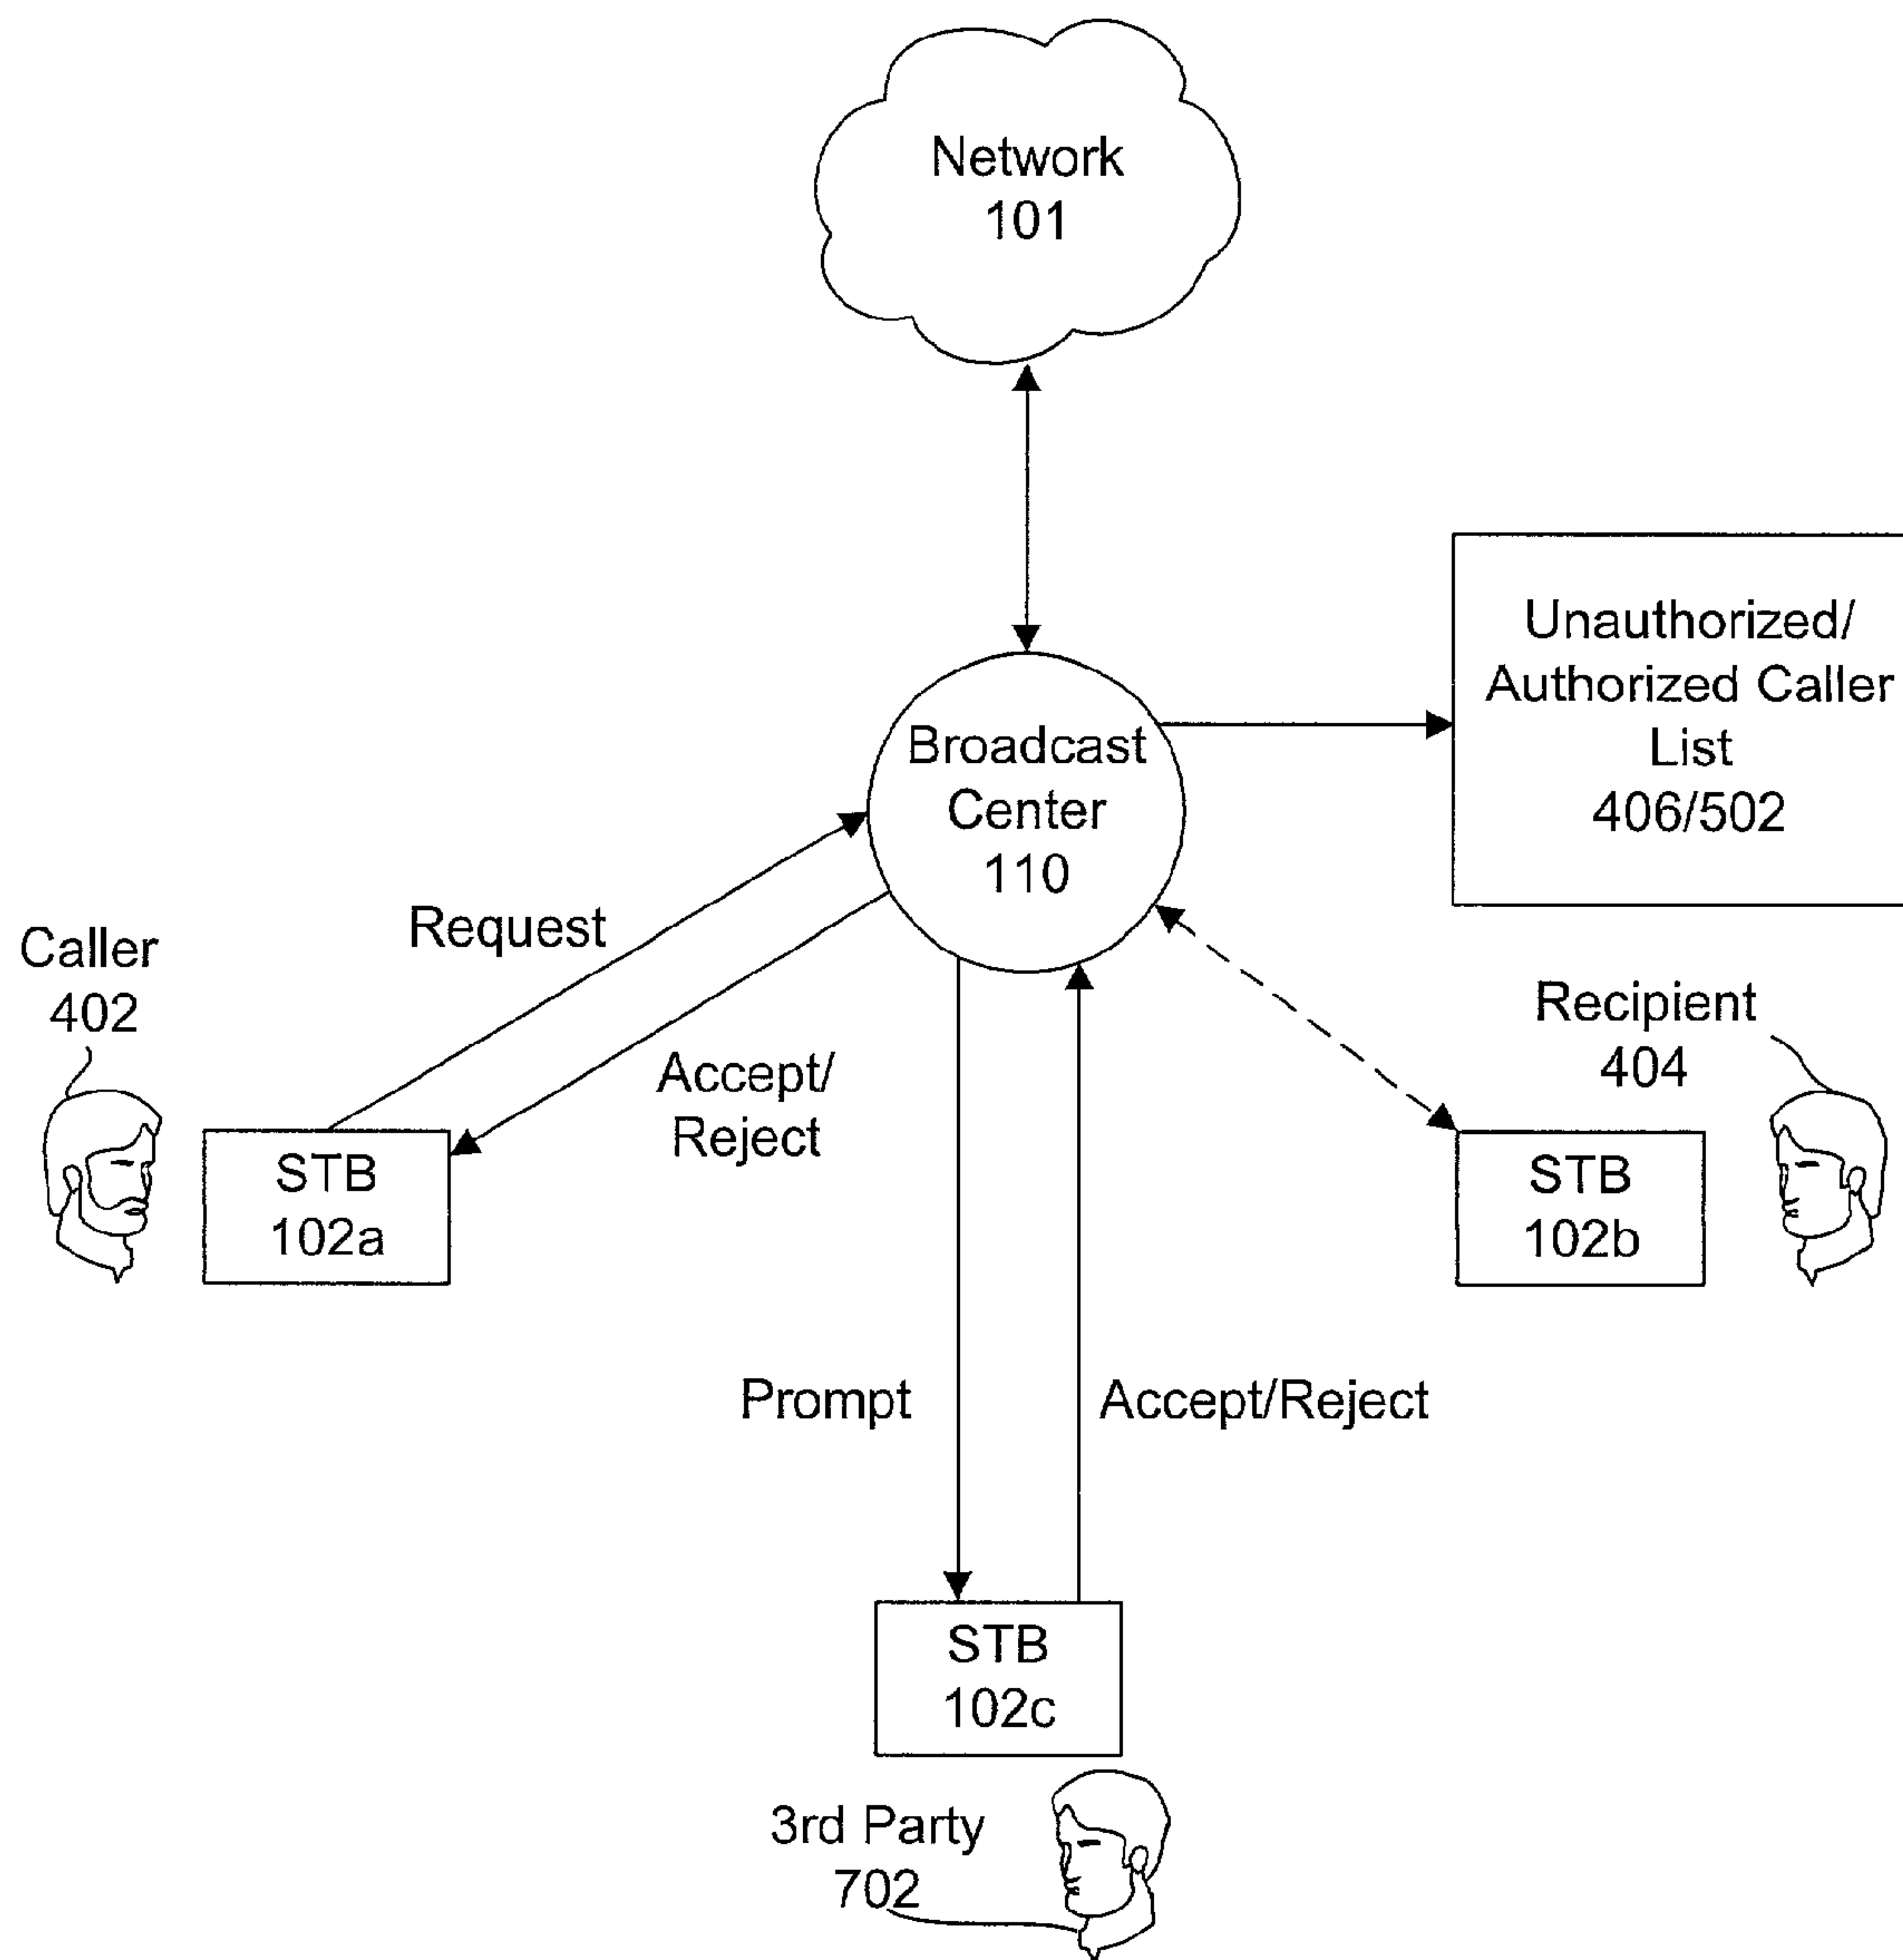 Network
101
Unauthorized/
Authorized Caller
List
406/502
Broadcast
Center
110
Request
Caller
402
Accept/
Reject
Recipient
404
STB
102a
STB
102b
Prompt
Accept/Reject
STB
102c
3rd Party
702